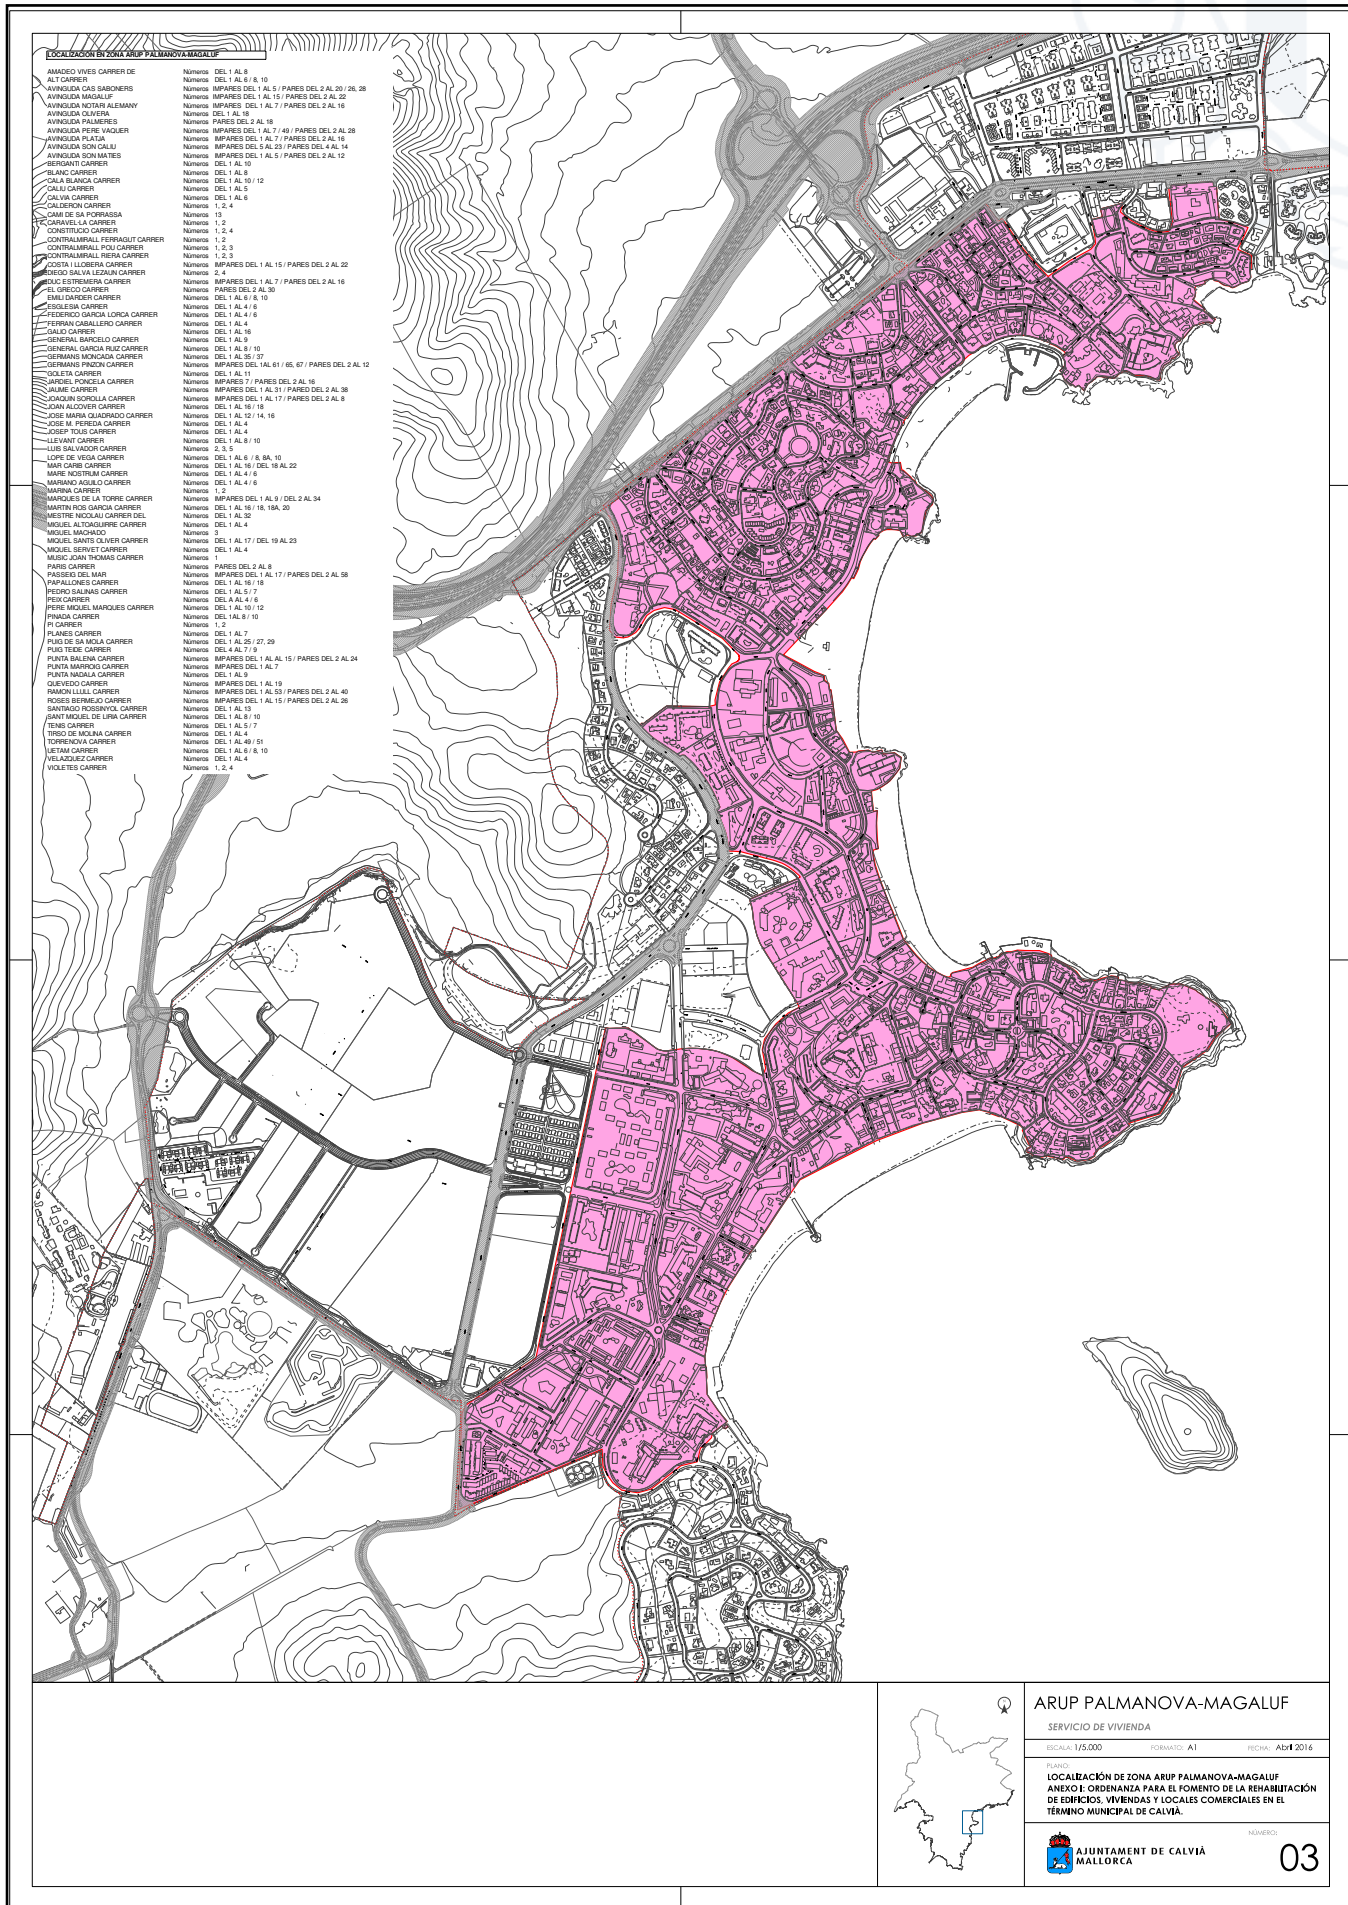 LOCALIZACION EN ZONA ARUP PALMANOVA-MAGALUF
AMADEO VIVES CARRER DE Números DEL 1 AL 8
ALT CARRER Números DEL 1 AL 6 / 8, 10
AVINGUDA CAS SABONERS Números IMPARES DEL 1 AL 5 / PARES DEL 2 AL 20 / 26, 28
AVINGUDA MAGALUF Números IMPARES DEL 1 AL 15 / PARES DEL 2 AL 22
AVINGUDA NOTARI ALEMANY Números IMPARES DEL 1 AL 7 / PARES DEL 2 AL 16
AVINGUDA OLIVERA Números DEL 1 AL 18
AVINGUDA PALMERES Números PARES DEL 2 AL 18
AVINGUDA PERE VAQUER Números IMPARES DEL 1 AL 7 / 49 / PARES DEL 2 AL 28
AVINGUDA PLATJA Números IMPARES DEL 1 AL 7 / PARES DEL 2 AL 16
AVINGUDA SON CALIU Números IMPARES DEL 5 AL 23 / PARES DEL 4 AL 14
AVINGUDA SON MATIES Números IMPARES DEL 1 AL 5 / PARES DEL 2 AL 12
BERGANTI CARRER Números DEL 1 AL 10
BLANC CARRER Números DEL 1 AL 8
CALA BLANCA CARRER Números DEL 1 AL 10 / 12
CALIU CARRER Números DEL 1 AL 5
CALVIA CARRER Números DEL 1 AL 6
CALDERON CARRER Números 1, 2, 4
CAMI DE SA PORRASSA Números 13
CARAVEL·LA CARRER Números 1, 2
CONSTITUCIO CARRER Números 1, 2, 4
CONTRALMIRALL FERRAGUT CARRER Números 1, 2
CONTRALMIRALL POU CARRER Números 1, 2, 3
CONTRALMIRALL RIERA CARRER Números 1, 2, 3
COSTA I LLOBERA CARRER Números IMPARES DEL 1 AL 15 / PARES DEL 2 AL 22
DIEGO SALVA LEZAUN CARRER Números 2, 4
DUC ESTREMERA CARRER Números IMPARES DEL 1 AL 7 / PARES DEL 2 AL 16
EL GRECO CARRER Números PARES DEL 2 AL 30
EMILI DARDER CARRER Números DEL 1 AL 6 / 8, 10
ESGLESIA CARRER Números DEL 1 AL 4 / 6
FEDERICO GARCIA LORCA CARRER Números DEL 1 AL 4 / 6
FERRAN CABALLERO CARRER Números DEL 1 AL 4
GALIO CARRER Números DEL 1 AL 16
GENERAL BARCELO CARRER Números DEL 1 AL 9
GENERAL GARCIA RUIZ CARRER Números DEL 1 AL 8 / 10
GERMANS MONCADA CARRER Números DEL 1 AL 35 / 37
GERMANS PINZON CARRER Números IMPARES DEL 1AL 61 / 65, 67 / PARES DEL 2 AL 12
GOLETA CARRER Números DEL 1 AL 11
JARDIEL PONCELA CARRER Números IMPARES 7 / PARES DEL 2 AL 16
JAUME CARRER Números IMPARES DEL 1 AL 31 / PARED DEL 2 AL 38
JOAQUIN SOROLLA CARRER Números IMPARES DEL 1 AL 17 / PARES DEL 2 AL 8
JOAN ALCOVER CARRER Números DEL 1 AL 16 / 18
JOSE MARIA QUADRADO CARRER Números DEL 1 AL 12 / 14, 16
JOSE M. PEREDA CARRER Números DEL 1 AL 4
JOSEP TOUS CARRER Números DEL 1 AL 4
LLEVANT CARRER Números DEL 1 AL 8 / 10
LUIS SALVADOR CARRER Números 2, 3, 5
LOPE DE VEGA CARRER Números DEL 1 AL 6 / 8, 8A, 10
MAR CARIB CARRER Números DEL 1 AL 16 / DEL 18 AL 22
MARE NOSTRUM CARRER Números DEL 1 AL 4 / 6
MARIANO AGUILO CARRER Números DEL 1 AL 4 / 6
MARINA CARRER Números 1, 2
MARQUES DE LA TORRE CARRER Números IMPARES DEL 1 AL 9 / DEL 2 AL 34
MARTIN ROS GARCIA CARRER Números DEL 1 AL 16 / 18, 18A, 20
MESTRE NICOLAU CARRER DEL Números DEL 1 AL 32
MIGUEL ALTOAGUIRRE CARRER Números DEL 1 AL 4
MIGUEL MACHADO Números 3
MIQUEL SANTS OLIVER CARRER Números DEL 1 AL 17 / DEL 19 AL 23
MIQUEL SERVET CARRER Números DEL 1 AL 4
MUSIC JOAN THOMAS CARRER Números 1
PARIS CARRER Números PARES DEL 2 AL 8
PASSEIG DEL MAR Números IMPARES DEL 1 AL 17 / PARES DEL 2 AL 58
PAPALLONES CARRER Números DEL 1 AL 16 / 18
PEDRO SALINAS CARRER Números DEL 1 AL 5 / 7
PEIX CARRER Números DEL A AL 4 / 6
PERE MIQUEL MARQUES CARRER Números DEL 1 AL 10 / 12
PINADA CARRER Números DEL 1AL 8 / 10
PI CARRER Números 1, 2
PLANES CARRER Números DEL 1 AL 7
PUIG DE SA MOLA CARRER Números DEL 1 AL 25 / 27, 29
PUIG TEIDE CARRER Números DEL 4 AL 7 / 9
PUNTA BALENA CARRER Números IMPARES DEL 1 AL AL 15 / PARES DEL 2 AL 24
PUNTA MARROIG CARRER Números IMPARES DEL 1 AL 7
PUNTA NADALA CARRER Números DEL 1 AL 9
QUEVEDO CARRER Números IMPARES DEL 1 AL 19
RAMON LLULL CARRER Números IMPARES DEL 1 AL 53 / PARES DEL 2 AL 40
ROSES BERMEJO CARRER Números IMPARES DEL 1 AL 15 / PARES DEL 2 AL 26
SANTIAGO ROSSINYOL CARRER Números DEL 1 AL 13
SANT MIQUEL DE LIRIA CARRER Números DEL 1 AL 8 / 10
TENIS CARRER Números DEL 1 AL 5 / 7
TIRSO DE MOLINA CARRER Números DEL 1 AL 4
TORRENOVA CARRER Números DEL 1 AL 49 / 51
UETAM CARRER Números DEL 1 AL 6 / 8, 10
VELAZQUEZ CARRER Números DEL 1 AL 4
VIOLETES CARRER Números 1, 2, 4
ARUP PALMANOVA-MAGALUF
SERVICIO DE VIVIENDA
ESCALA: 1/5.000 FORMATO: A1 FECHA: Abril 2016
PLANO:
LOCALIZACIÓN DE ZONA ARUP PALMANOVA-MAGALUF
ANEXO I: ORDENANZA PARA EL FOMENTO DE LA REHABILITACIÓN
DE EDIFICIOS, VIVIENDAS Y LOCALES COMERCIALES EN EL
TÉRMINO MUNICIPAL DE CALVIÀ.
AJUNTAMENT DE CALVIÀ
MALLORCA
NÚMERO:
03